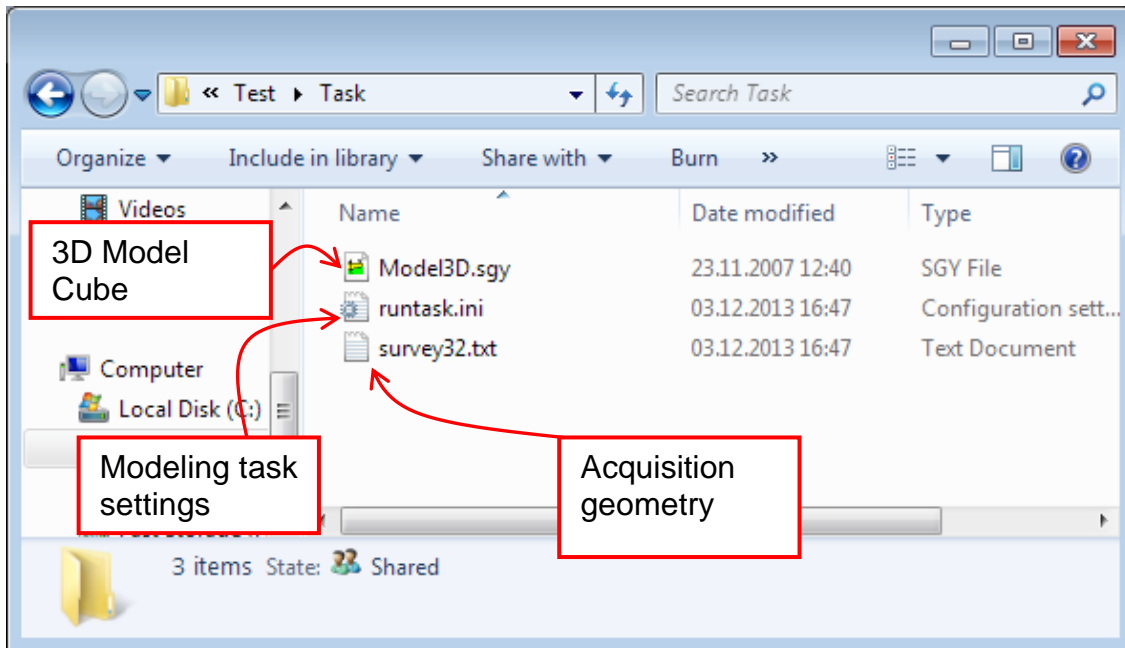 « Test Task
Search Task
Organize Include in library Share with Burn »
Videos
Name Date modified Type
3D Model
Cube
Model3D.sgy 23.11.2007 12:40 SGY File
runtask.ini 03.12.2013 16:47 Configuration sett...
survey32.txt 03.12.2013 16:47 Text Document
Computer
Local Disk (C:)
Modeling task
settings
Acquisition
geometry
3 items State: Shared